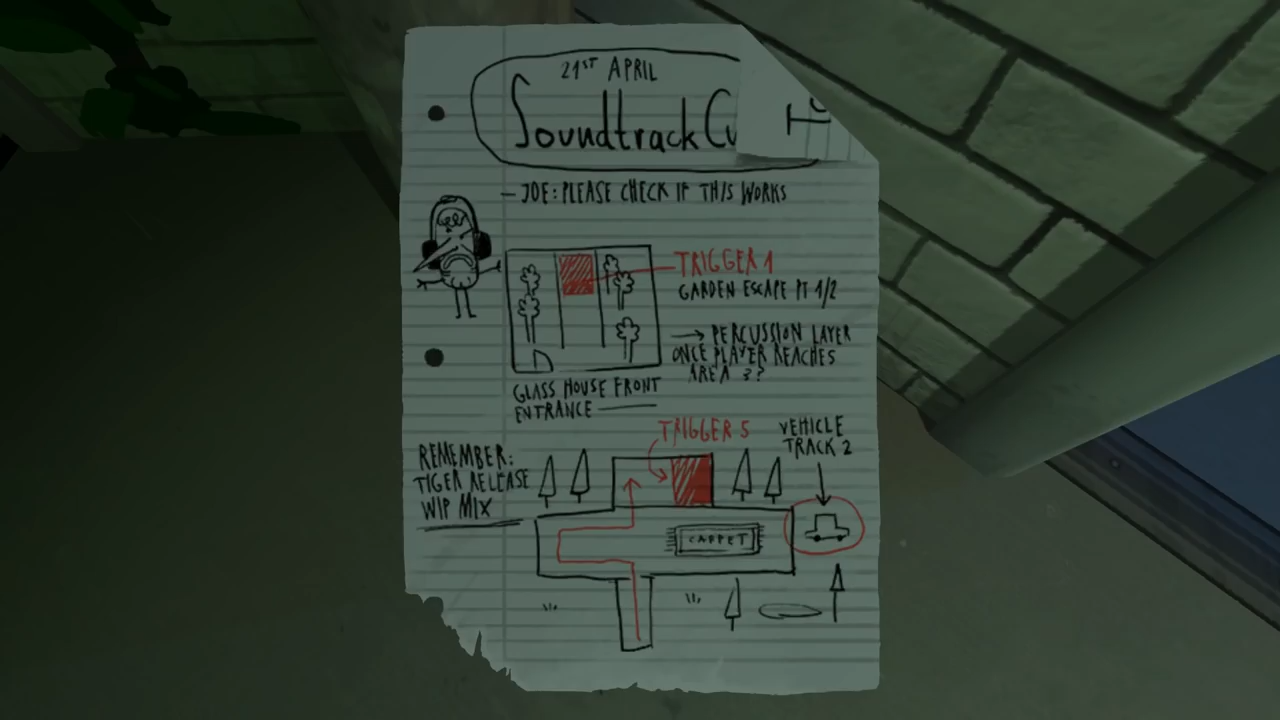 21ST APRIL
Soundtrack Cu
— JOE: PLEASE CHECK IF THIS WORKS
TRIGGER 1
GARDEN ESCAPE PT 1/2
→ PERCUSSION LAYER
ONCE PLAYER REACHES
AREA 3?
GLASS HOUSE FRONT
ENTRANCE
TRIGGER 5
VEHICLE
TRACK 2
REMEMBER:
TIGER RELEASE
WIP MIX
CARPET